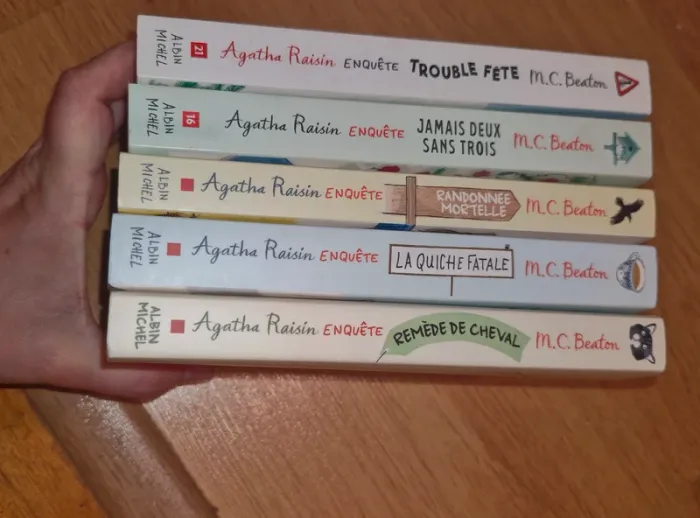 ALBIN
MICHEL
21
Agatha Raisin ENQUÊTE TROUBLE FÊTE M.C. Beaton
ALBIN
MICHEL
16
Agatha Raisin ENQUÊTE JAMAIS DEUX
SANS TROIS
M.C. Beaton
ALBIN
MICHEL
Agatha Raisin ENQUÊTE RANDONNÉE
MORTELLE
M.C. Beaton
ALBIN
MICHEL
Agatha Raisin ENQUÊTE LA QUICHE FATALE M.C. Beaton
ALBIN
MICHEL
Agatha Raisin ENQUÊTE REMÈDE DE CHEVAL M.C. Beaton